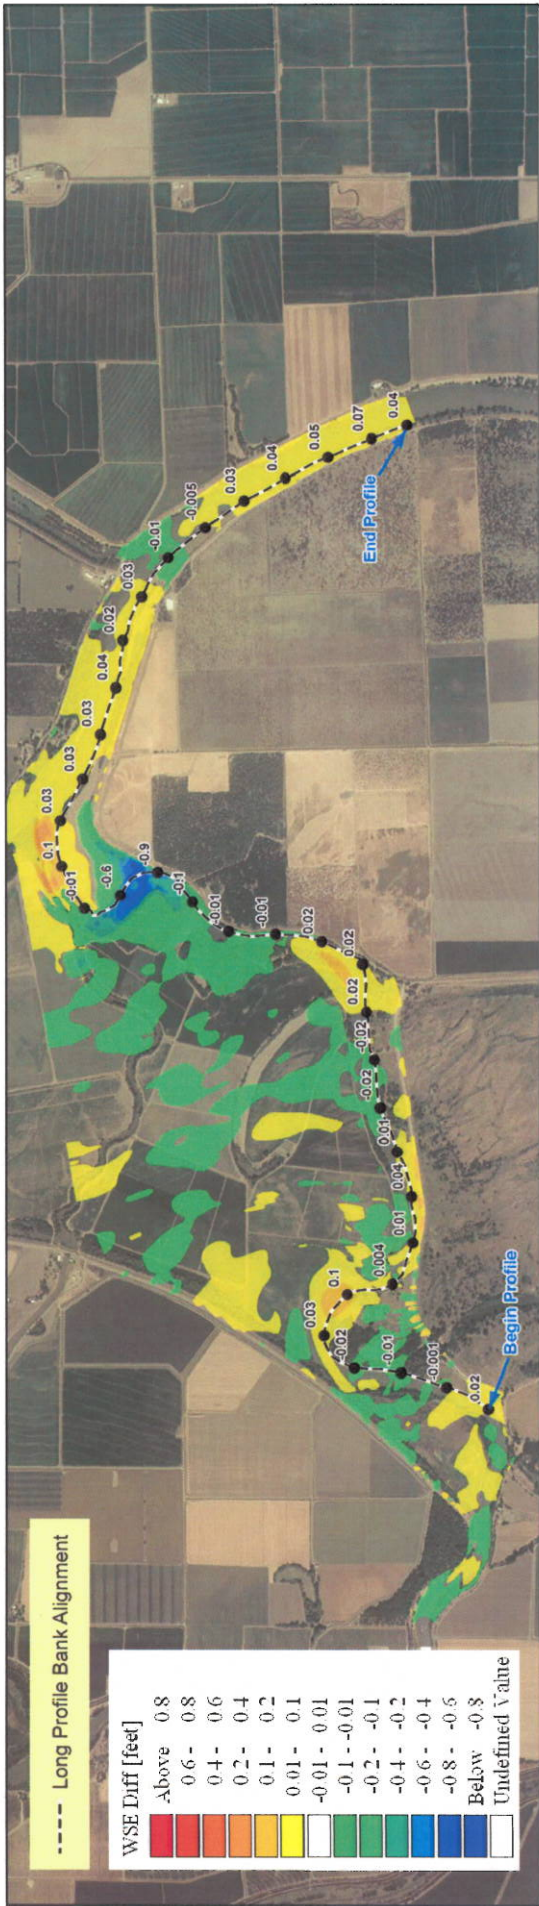 Long Profile Bank Alignment
WSE Diff [feet]
Above 0.8
0.6 - 0.8
0.4 - 0.6
0.2 - 0.4
0.1 - 0.2
0.01 - 0.1
-0.01 - 0.01
-0.1 - -0.01
-0.2 - -0.1
-0.4 - -0.2
-0.6 - -0.4
-0.8 - -0.6
Below -0.8
Undefined Value
Begin Profile
0.02
-0.001
-0.01
-0.02
0.03
0.1
0.004
0.01
0.04
0.01
-0.02
-0.02
0.02
0.02
0.02
-0.01
-0.01
-0.1
-0.9
-0.6
-0.01
0.1
0.03
0.03
0.03
0.04
0.02
0.03
-0.01
-0.005
0.03
0.04
0.05
0.07
0.04
End Profile